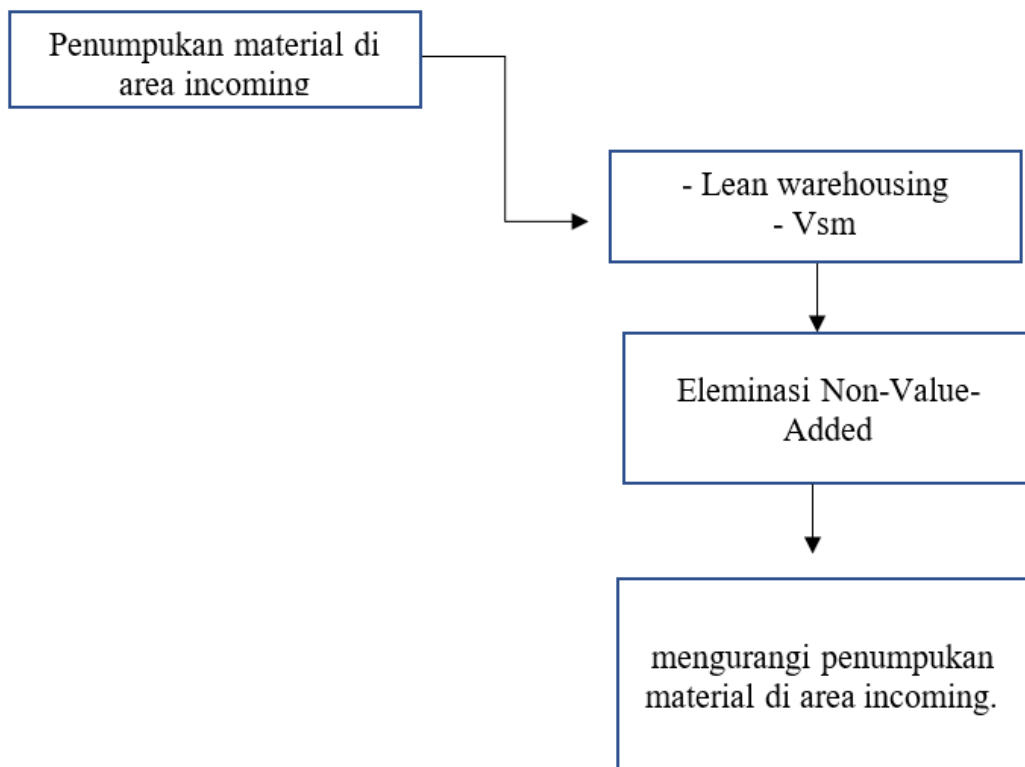 Penumpukan material di
area incoming
- Lean warehousing
- Vsm
Eleminasi Non-Value-
Added
mengurangi penumpukan
material di area incoming.